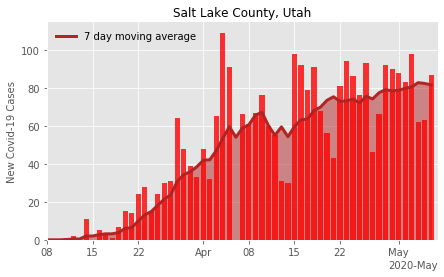 Salt Lake County, Utah
7 day moving average
New Covid-19 Cases
100
80
60
40
20
0
08 15 22 Apr 08 15 22 May
2020-May